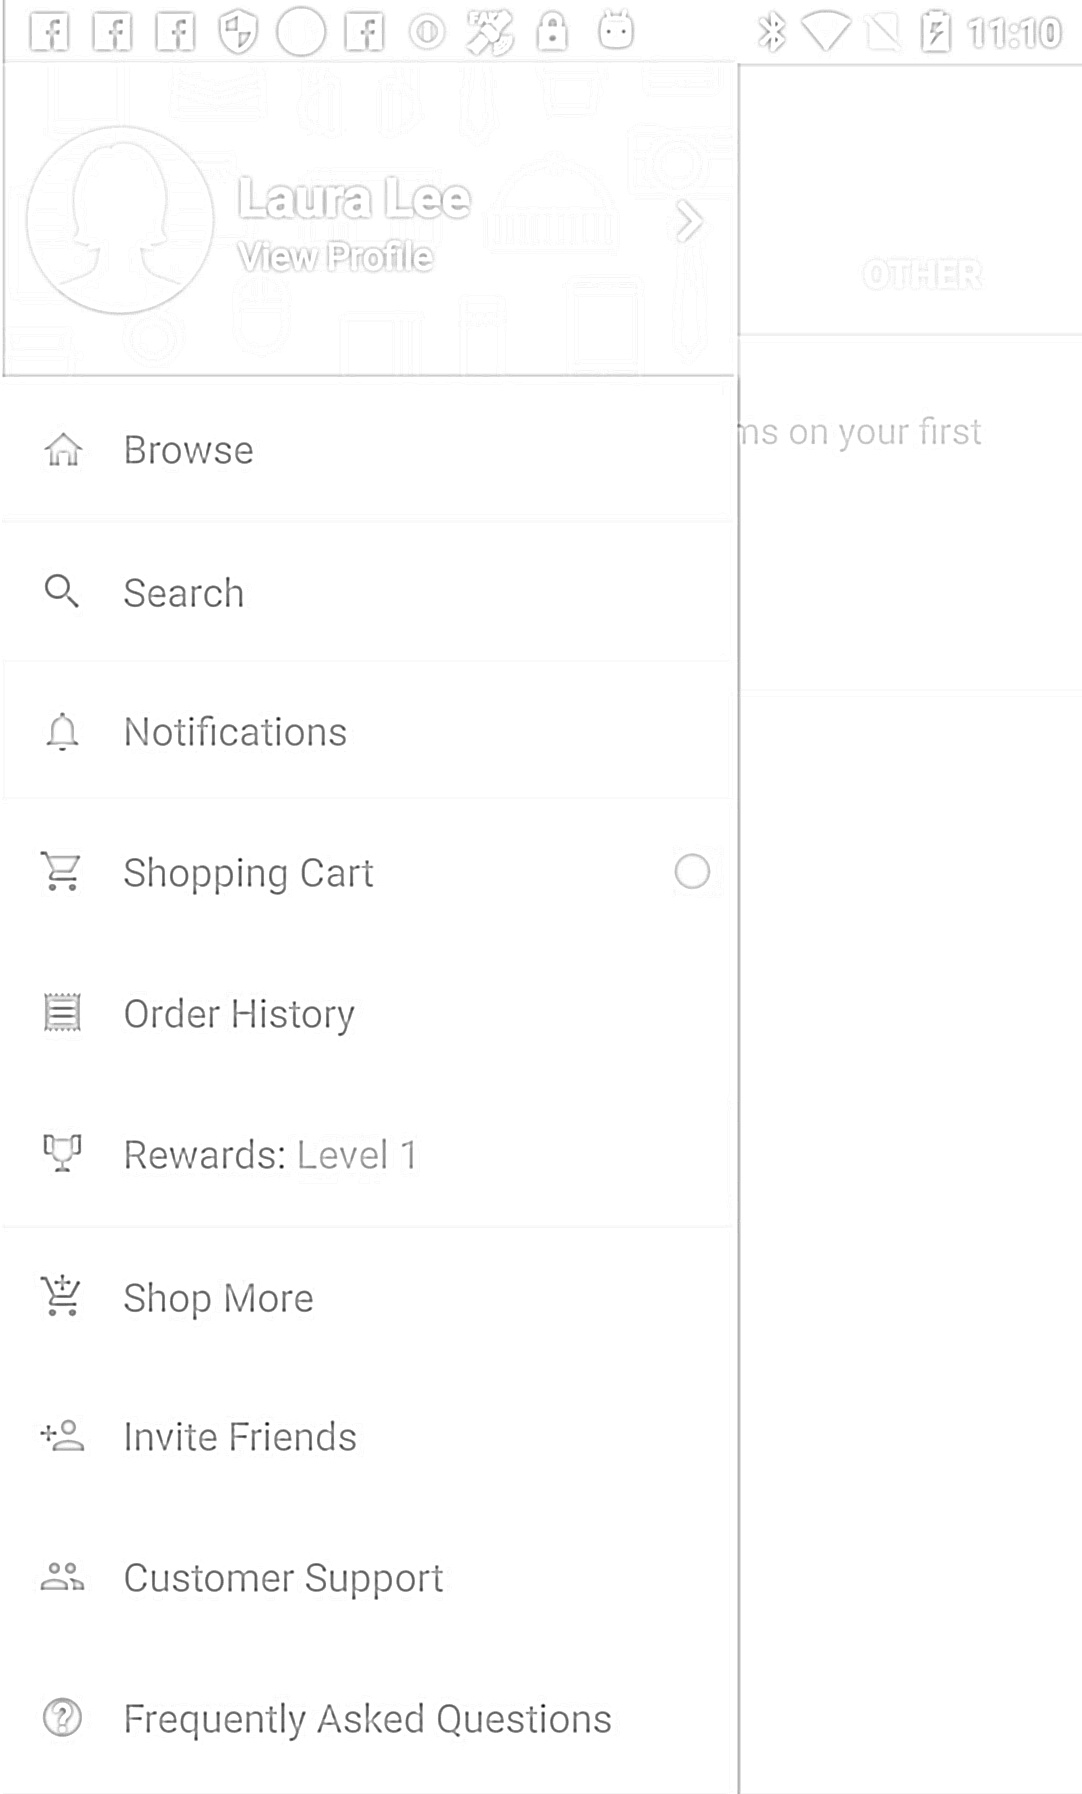 11:10
Laura Lee
View Profile
OTHER
Browse
ms on your first
Search
Notifications
Shopping Cart
Order History
Rewards: Level 1
Shop More
Invite Friends
Customer Support
Frequently Asked Questions